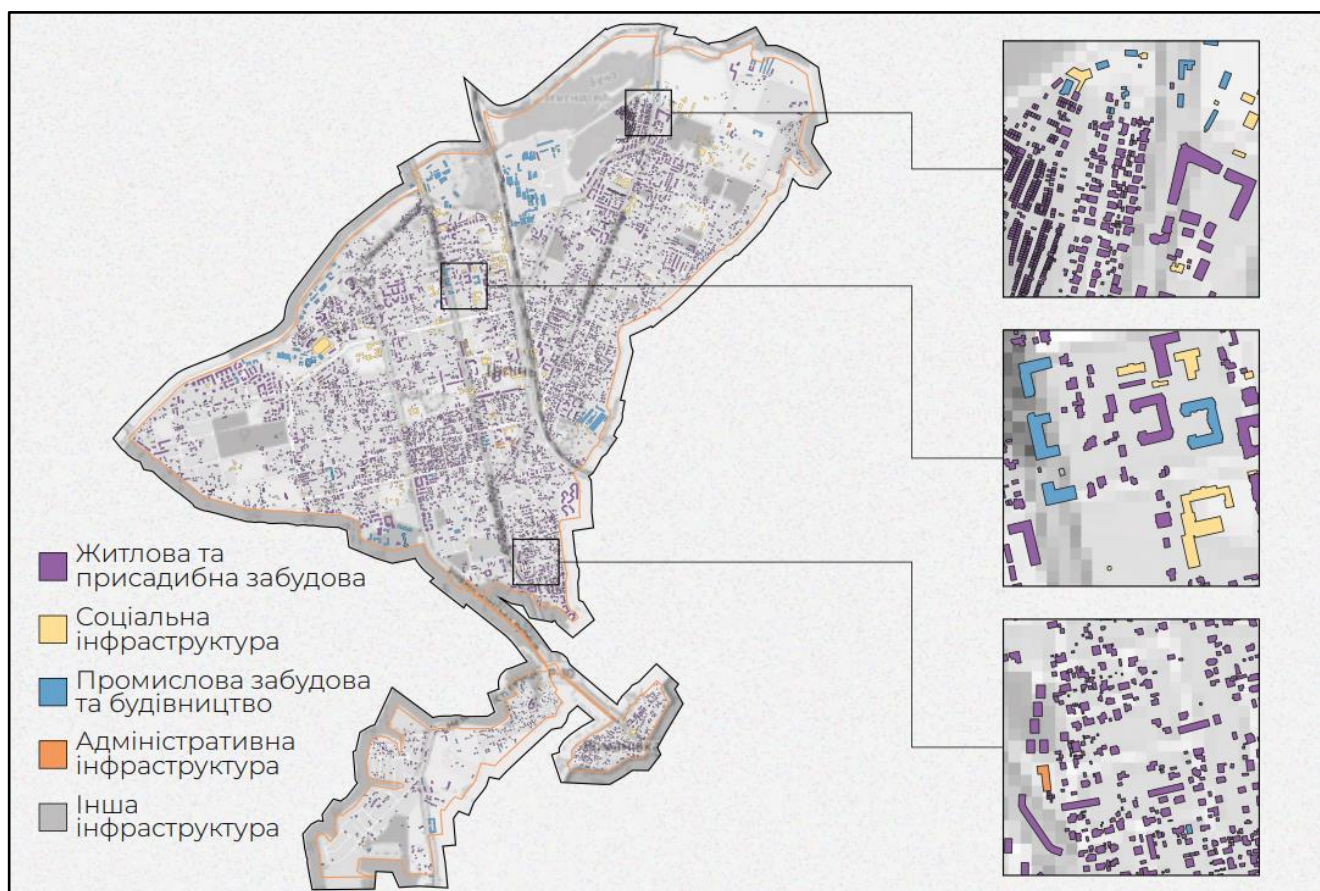 Житлова та
присадибна забудова
Соціальна
інфраструктура
Промислова забудова
та будівництво
Адміністративна
інфраструктура
Інша
інфраструктура